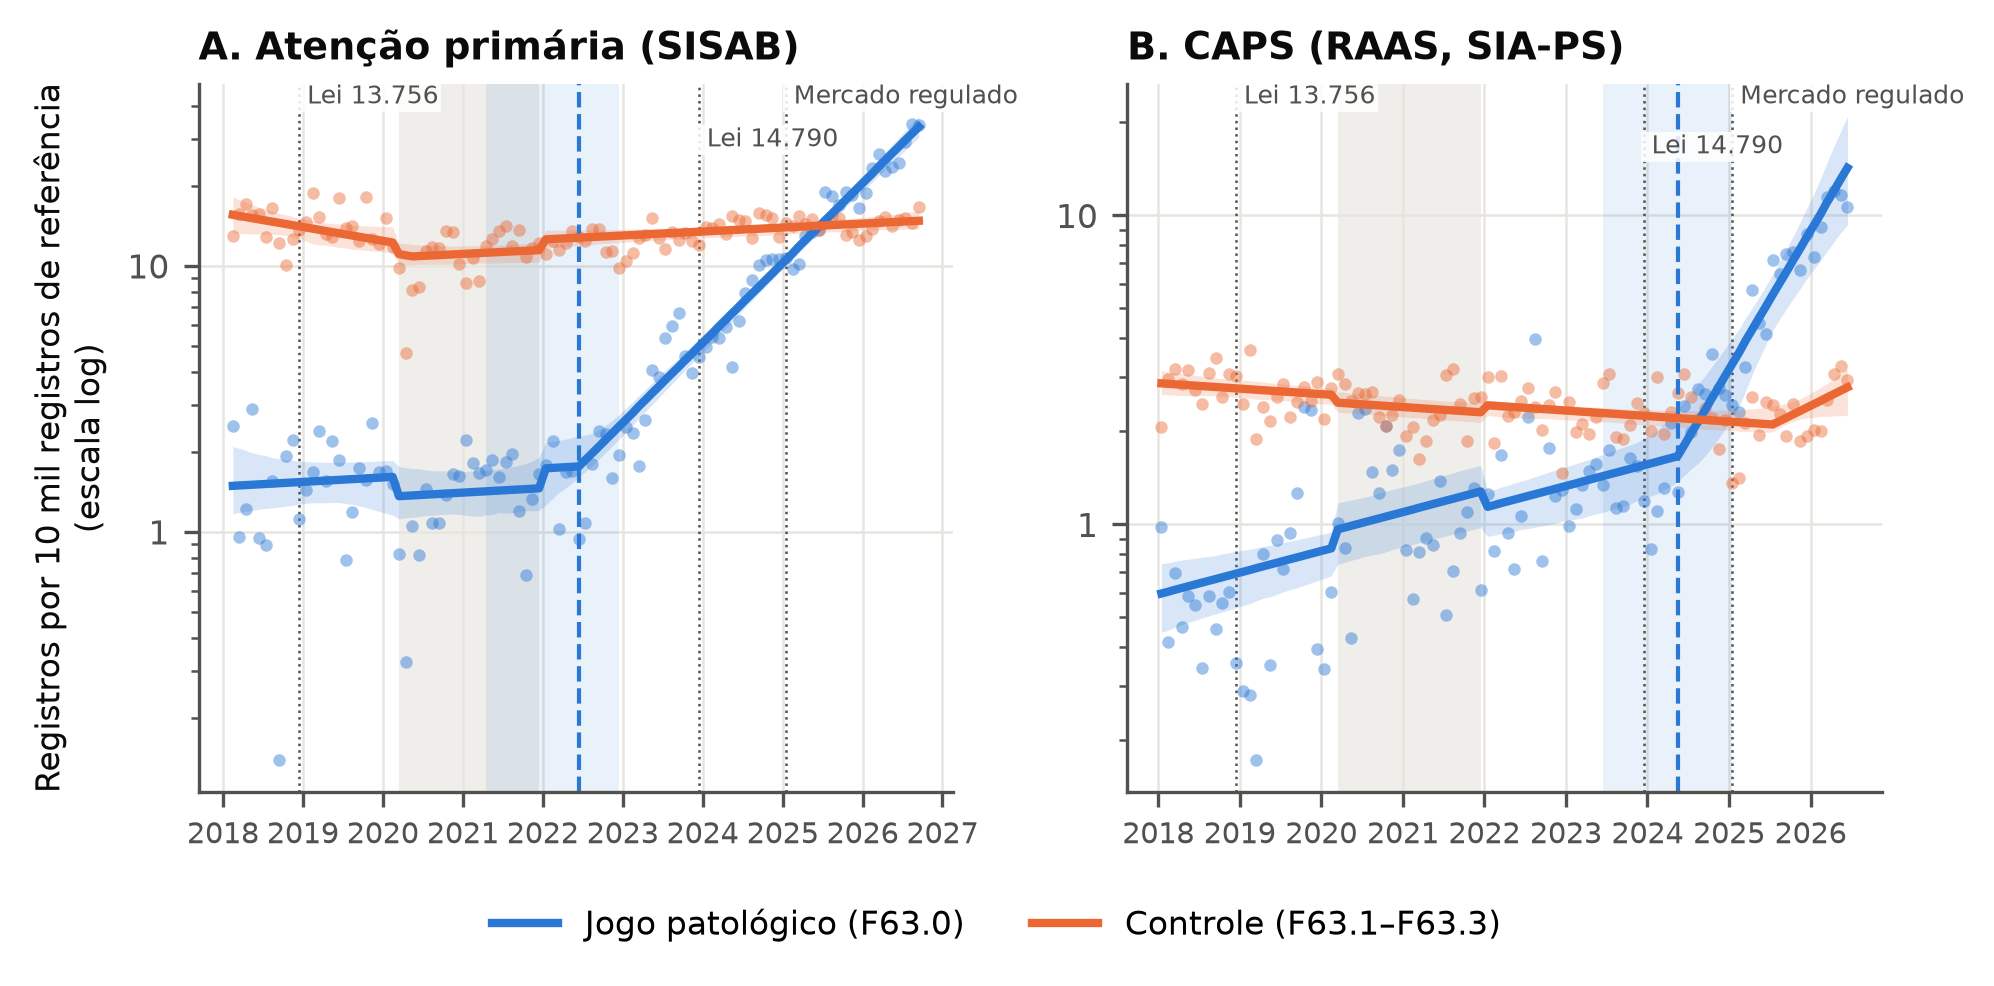 A. Atenção primária (SISAB)
B. CAPS (RAAS, SIA-PS)
Registros por 10 mil registros de referência
(escala log)
Lei 13.756
Mercado regulado
Lei 14.790
10
1
2018 2019 2020 2021 2022 2023 2024 2025 2026 2027
Lei 13.756
Mercado regulado
Lei 14.790
10
1
2018 2019 2020 2021 2022 2023 2024 2025 2026
Jogo patológico (F63.0)
Controle (F63.1–F63.3)